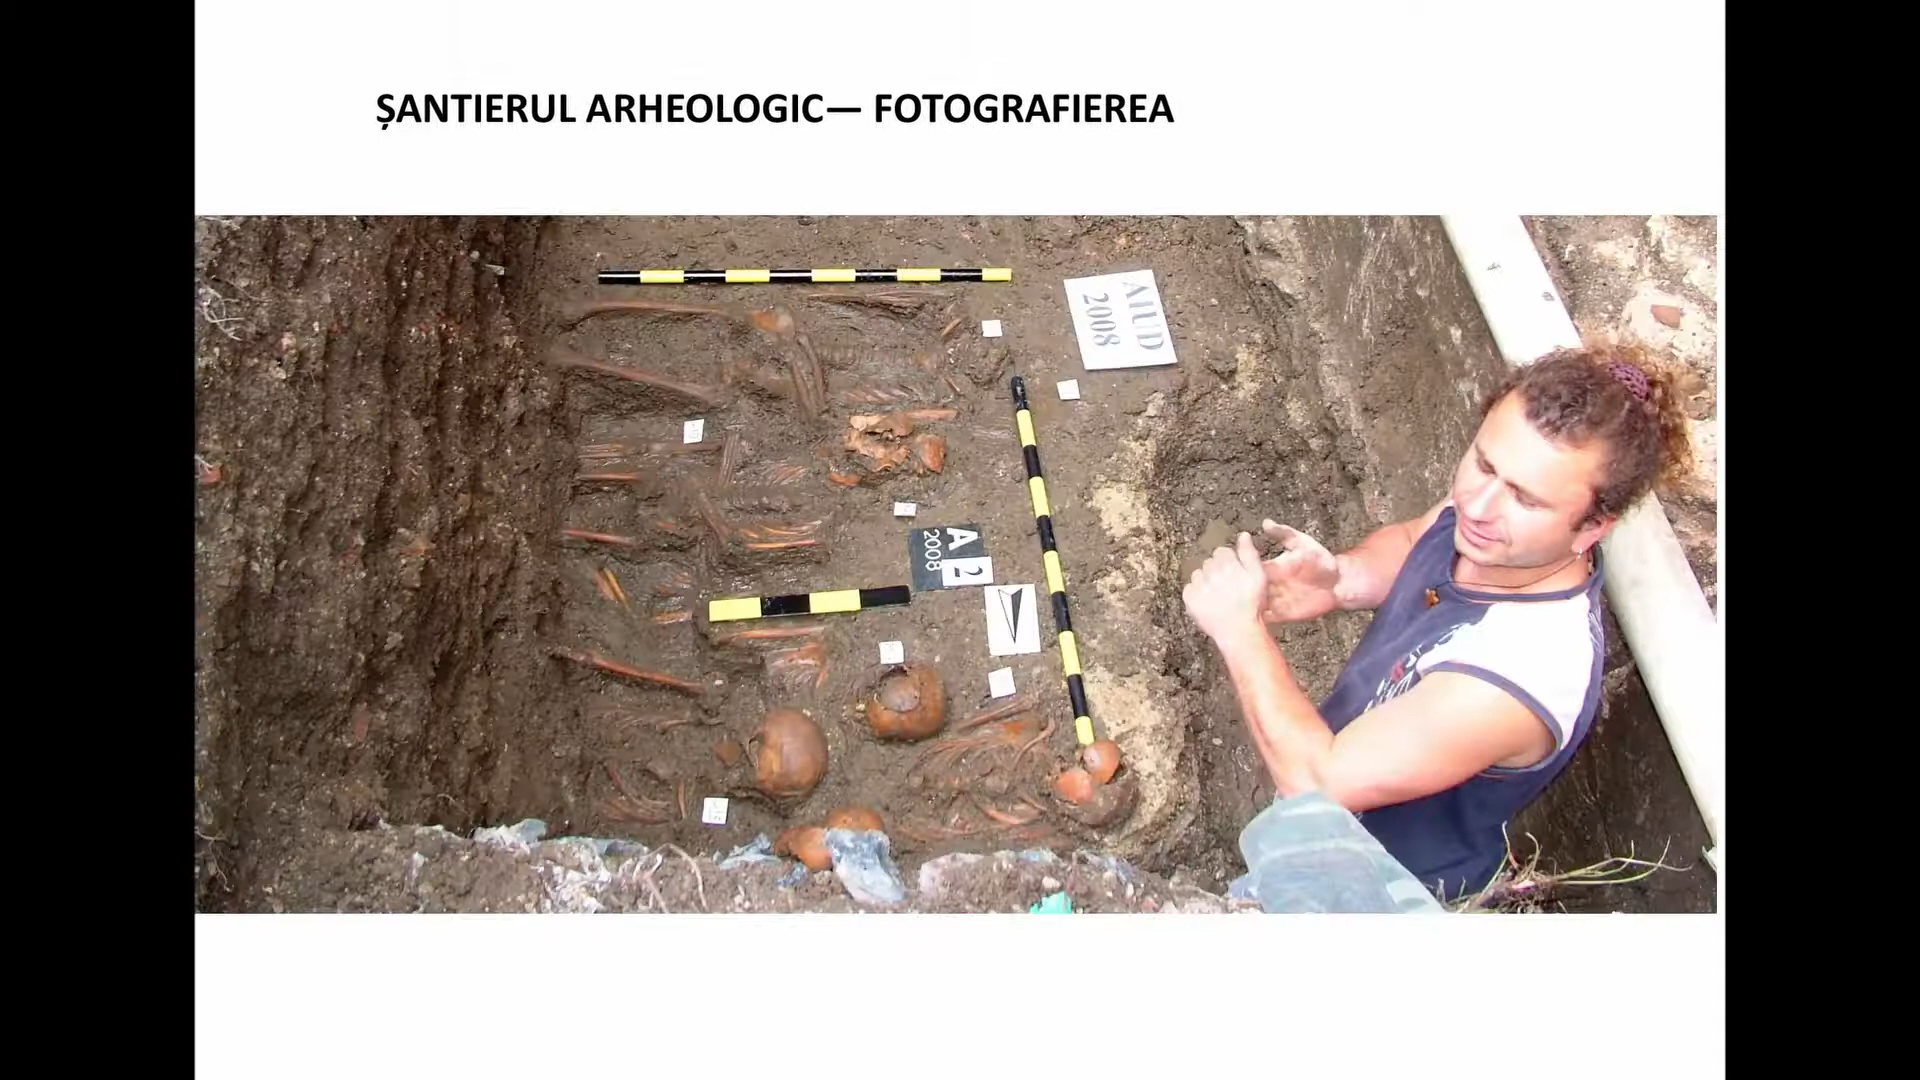 ȘANTIERUL ARHEOLOGIC— FOTOGRAFIEREA
AIUD
2008
A 2
2008